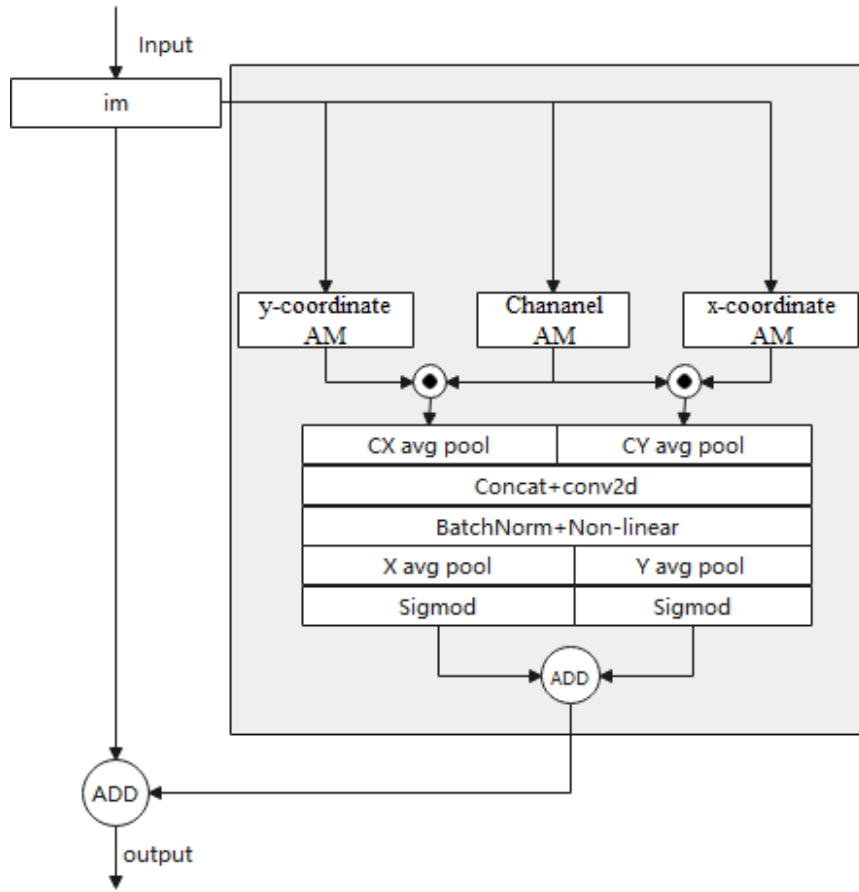 Input
im
y-coordinate
AM
Chananel
AM
x-coordinate
AM
CX avg pool
CY avg pool
Concat+conv2d
BatchNorm+Non-linear
X avg pool
Y avg pool
Sigmod
Sigmod
ADD
ADD
output